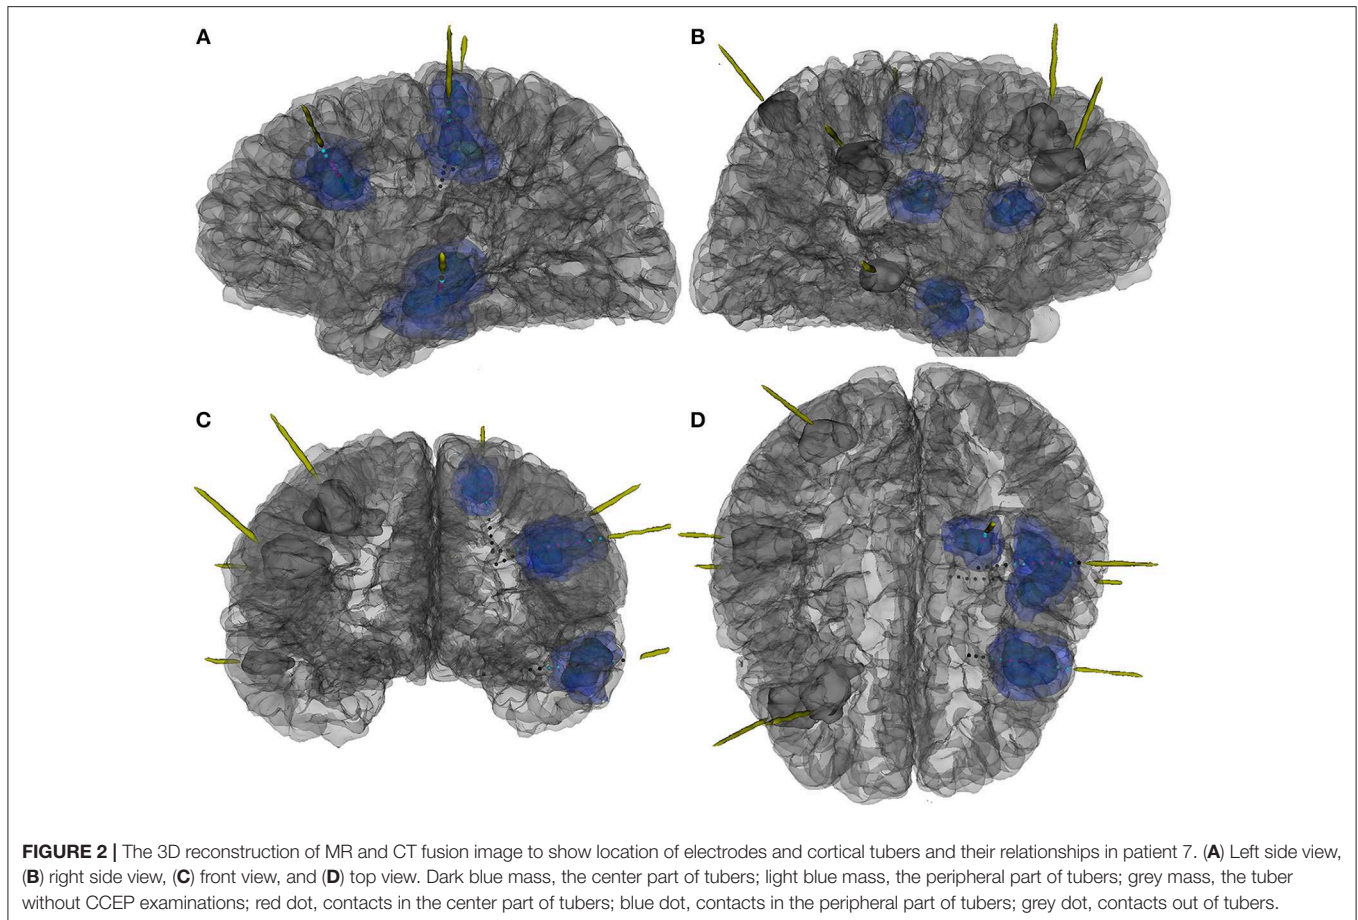 A
B
C
D
FIGURE 2 | The 3D reconstruction of MR and CT fusion image to show location of electrodes and cortical tubers and their relationships in patient 7. (A) Left side view,
(B) right side view, (C) front view, and (D) top view. Dark blue mass, the center part of tubers; light blue mass, the peripheral part of tubers; grey mass, the tuber
without CCEP examinations; red dot, contacts in the center part of tubers; blue dot, contacts in the peripheral part of tubers; grey dot, contacts out of tubers.